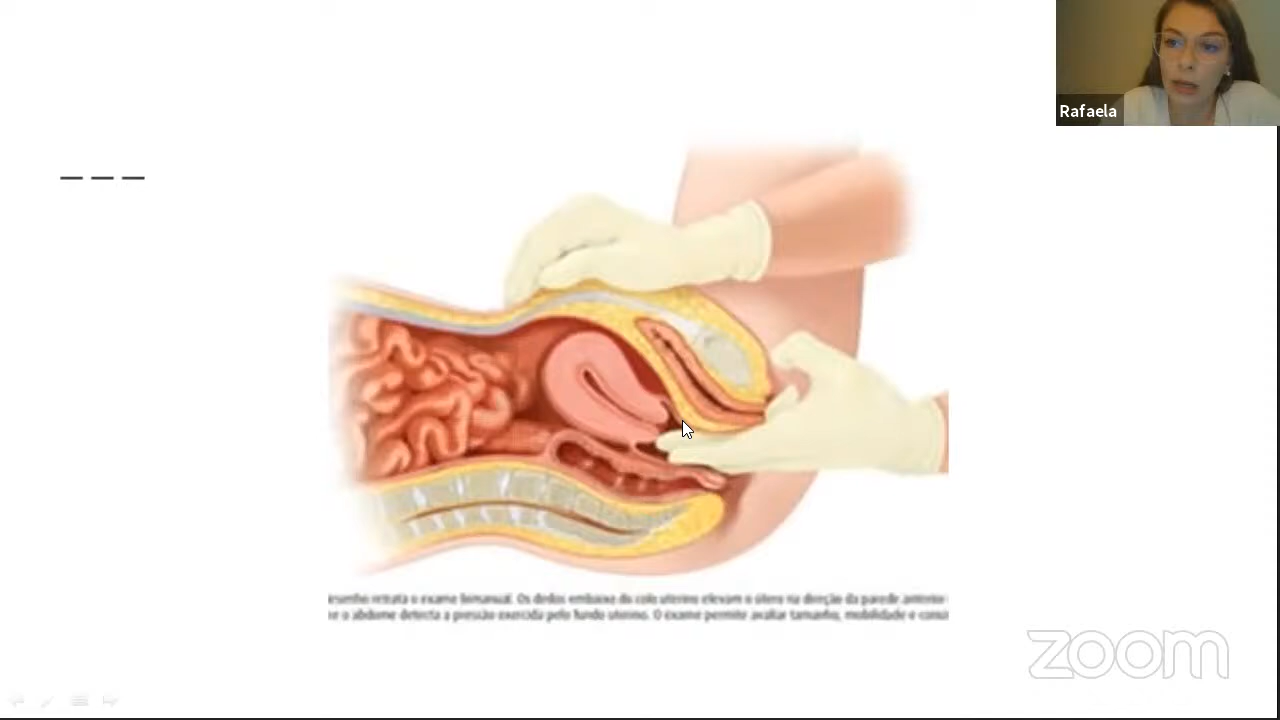 Rafaela
esenho retrata o exame bimanual. Os dedos embaixo do colo uterino elevam o útero na direção da parede anterior
e o abdome detecta a pressão exercida pelo fundo uterino. O exame permite avaliar tamanho, mobilidade e
zoom